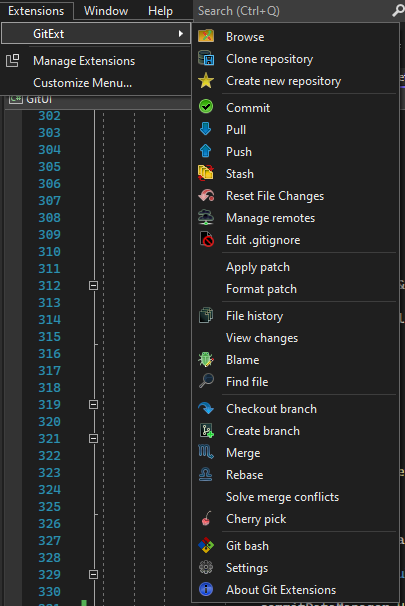 Extensions Window Help Search (Ctrl+Q)
GitExt
Manage Extensions
Customize Menu...
GitUI
Browse
Clone repository
Create new repository
Commit
Pull
Push
Stash
Reset File Changes
Manage remotes
Edit .gitignore
Apply patch
Format patch
File history
View changes
Blame
Find file
Checkout branch
Create branch
Merge
Rebase
Solve merge conflicts
Cherry pick
Git bash
Settings
About Git Extensions
302
303
304
305
306
307
308
309
310
311
312
313
314
315
316
317
318
319
320
321
322
323
324
325
326
327
328
329
330